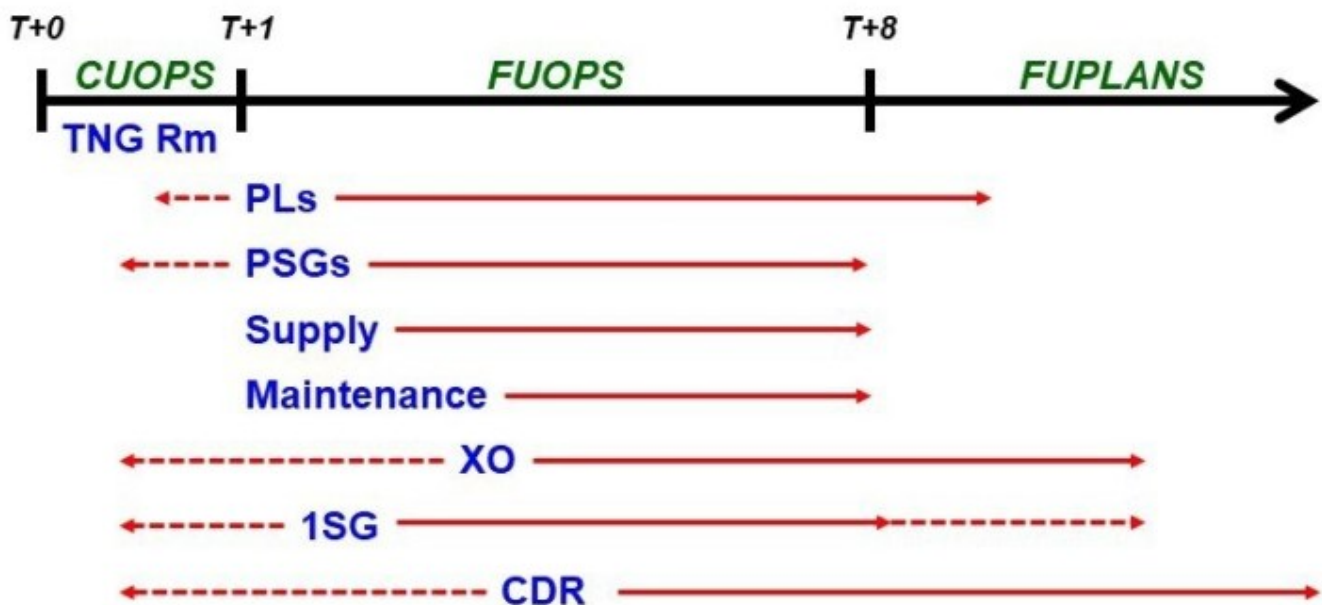 T+0 T+1 T+8
CUOPS FUOPS FUPLANS
TNG Rm
PLs
PSGs
Supply
Maintenance
XO
1SG
CDR